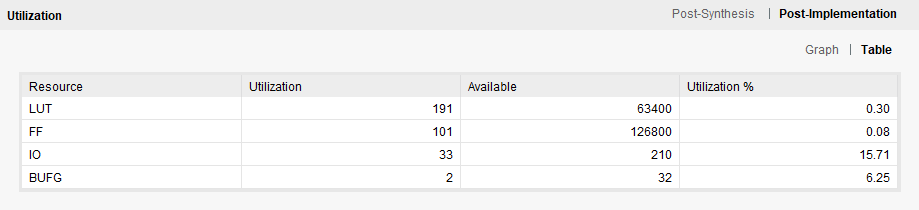 Utilization Post-Synthesis | Post-Implementation
Graph | Table
Resource Utilization Available Utilization %
LUT 191 63400 0.30
FF 101 126800 0.08
IO 33 210 15.71
BUFG 2 32 6.25